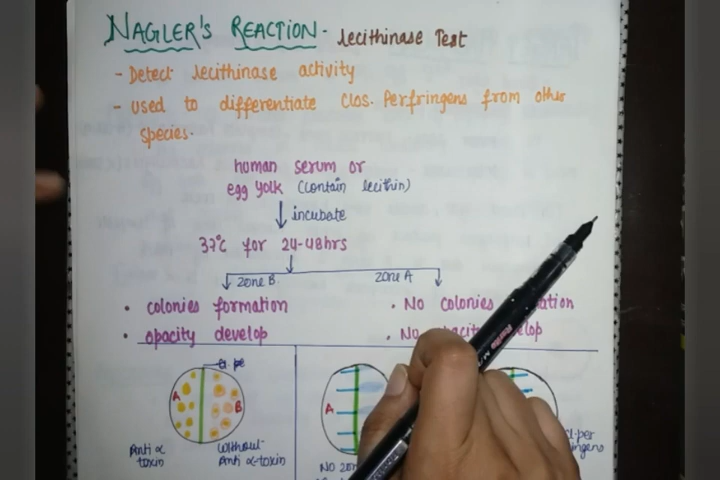 NAGLER'S REACTION - Lecithinase Test
- Detect lecithinase activity
- used to differentiate Clos. Perfringens from other
species.
human serum or
egg yolk (contain lecithin)
incubate
37°C for 24-48hrs
zone B
zone A
• colonies formation
• No colonies
• opacity develop
• No
A
B
A
Anti α
toxin
without
Anti α-toxin
No